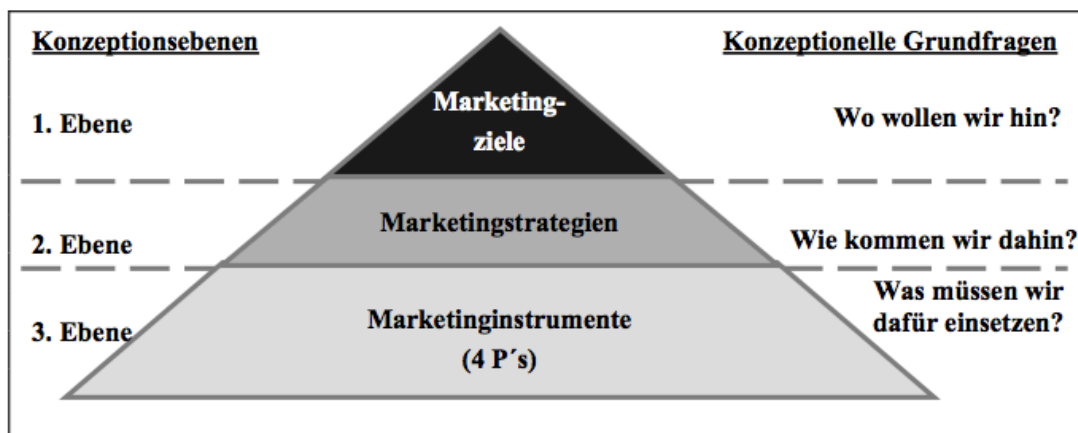 Konzeptionsebenen
Konzeptionelle Grundfragen
1. Ebene
Marketing-
ziele
Wo wollen wir hin?
2. Ebene
Marketingstrategien
Wie kommen wir dahin?
3. Ebene
Marketinginstrumente
(4 P´s)
Was müssen wir
dafür einsetzen?